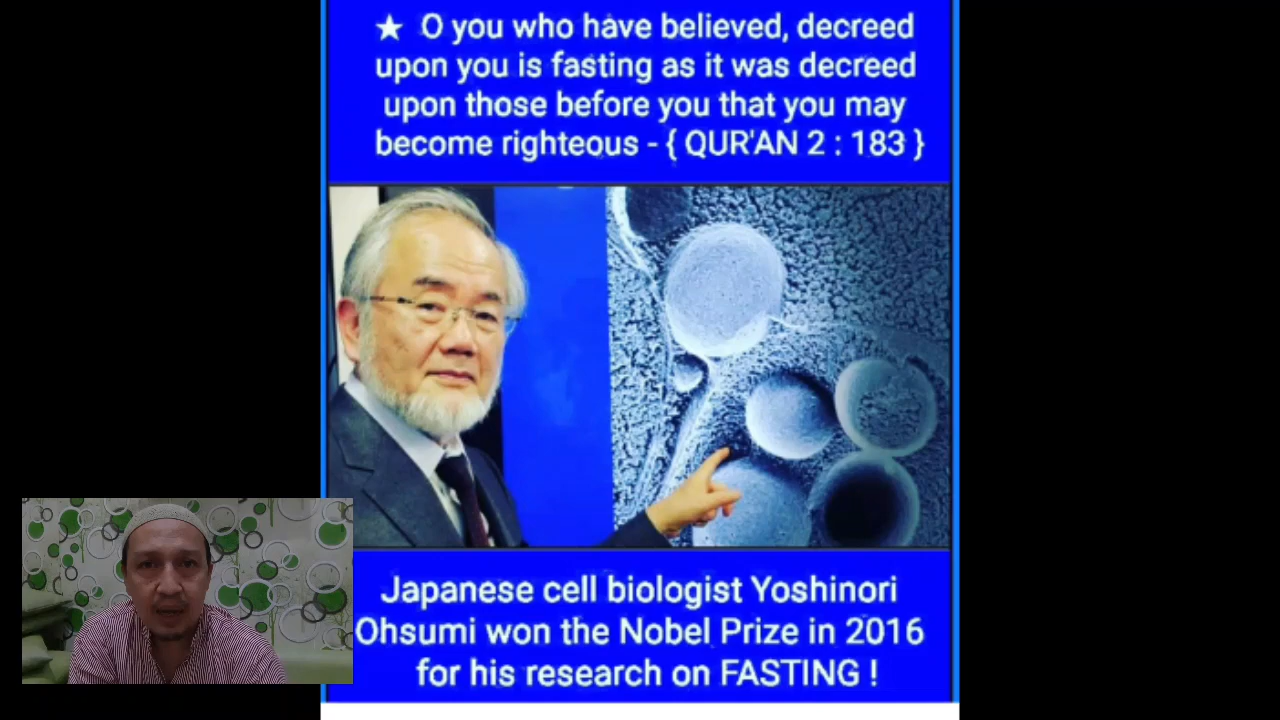 ★ O you who have believed, decreed
upon you is fasting as it was decreed
upon those before you that you may
become righteous - { QUR'AN 2 : 183 }
Japanese cell biologist Yoshinori
Ohsumi won the Nobel Prize in 2016
for his research on FASTING !